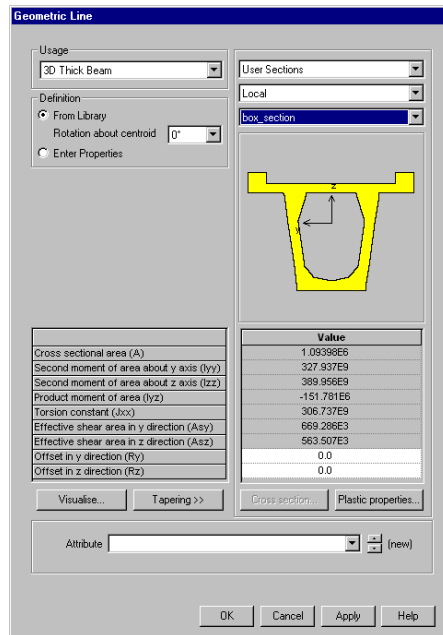 Geometric Line
Usage
3D Thick Beam
Definition
From Library
Rotation about centroid 0°
Enter Properties
User Sections
Local
box_section
z
y
Value
Cross sectional area (A) 1.09398E6
Second moment of area about y axis (Iyy) 327.937E9
Second moment of area about z axis (Izz) 389.956E9
Product moment of area (Iyz) -151.781E6
Torsion constant (Jxx) 306.737E9
Effective shear area in y direction (Asy) 669.286E3
Effective shear area in z direction (Asz) 563.507E3
Offset in y direction (Ry) 0.0
Offset in z direction (Rz) 0.0
Visualise... Tapering >> Cross section... Plastic properties...
Attribute (new)
OK Cancel Apply Help